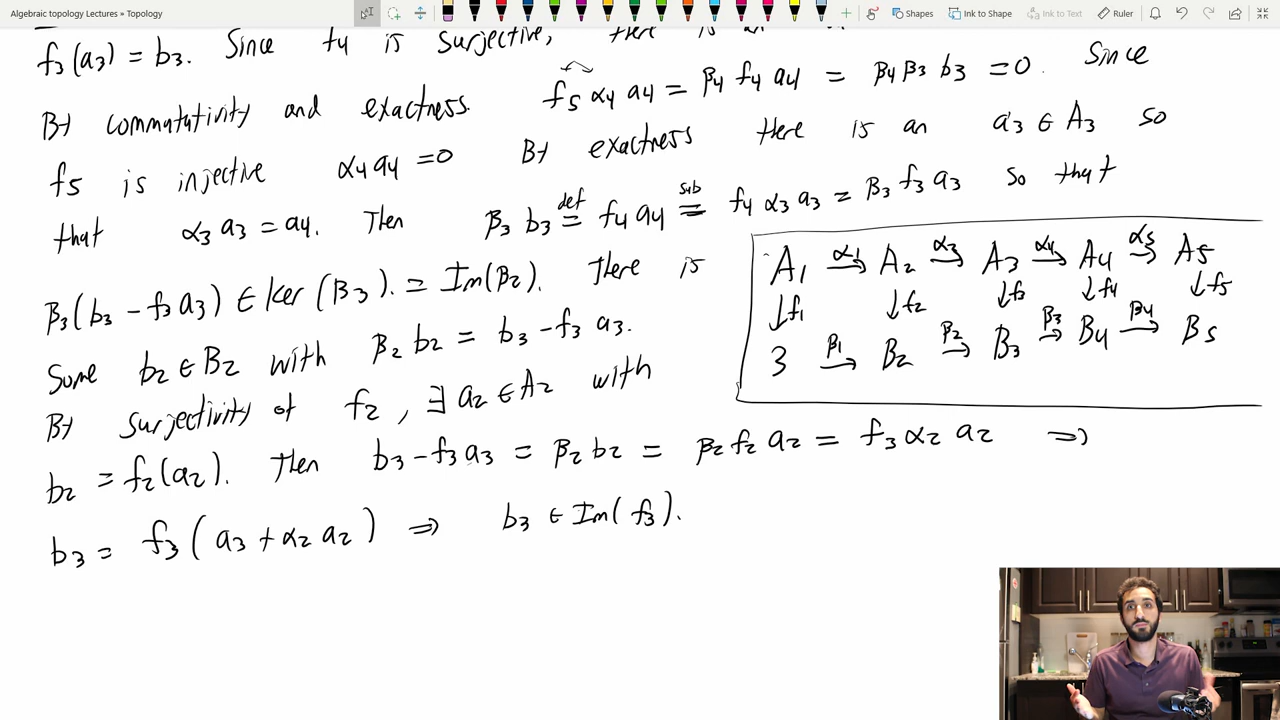 Algebraic topology Lectures » Topology
Shapes Ink to Shape Ink to Text Ruler
f₃(a₃) = b₃. Since f₄ is surjective, there is an
By commutativity and exactness. f₅ α₄ a₄ = β₄ f₄ a₄ = β₄ β₃ b₃ = 0. Since
f₅ is injective α₄ a₄ = 0 By exactness there is an a₃ ∈ A₃ so
that α₃ a₃ = a₄. Then β₃ b₃ =^def f₄ a₄ =^sub f₄ α₃ a₃ = β₃ f₃ a₃ so that
β₃(b₃ - f₃ a₃) ∈ ker(β₃). = Im(β₂). There is
Some b₂ ∈ B₂ with β₂ b₂ = b₃ - f₃ a₃.
By surjectivity of f₂, ∃ a₂ ∈ A₂ with
b₂ = f₂(a₂). Then b₃ - f₃ a₃ = β₂ b₂ = β₂ f₂ a₂ = f₃ α₂ a₂ ⇒
b₃ = f₃(a₃ + α₂ a₂) ⇒ b₃ ∈ Im(f₃).
A₁ →^α₁ A₂ →^α₃ A₃ →^α₄ A₄ →^α₅ A₅
↓f₁ ↓f₂ ↓f₃ ↓f₄ ↓f₅
3 →^β₁ B₂ →^β₂ B₃ →^β₃ B₄ →^β₄ B₅